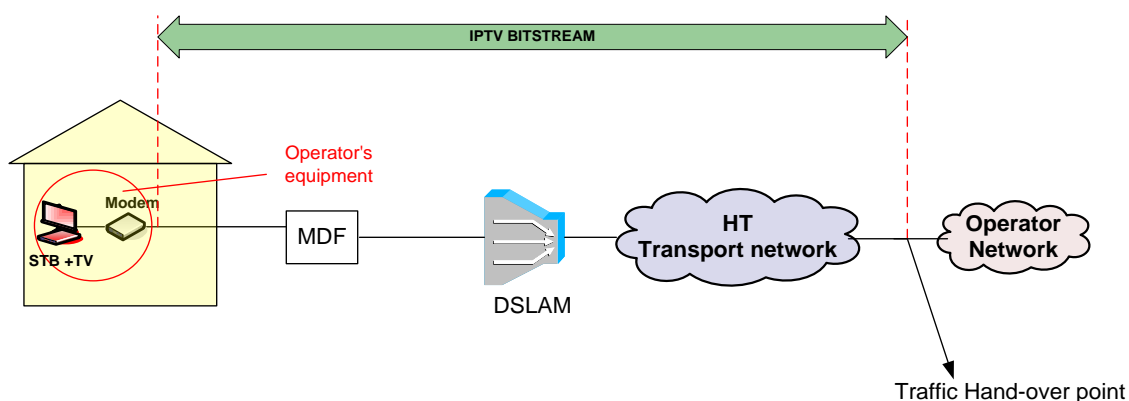 IPTV BITSTREAM
Operator's
equipment
Modem
STB +TV
MDF
DSLAM
HT
Transport network
Operator
Network
Traffic Hand-over point